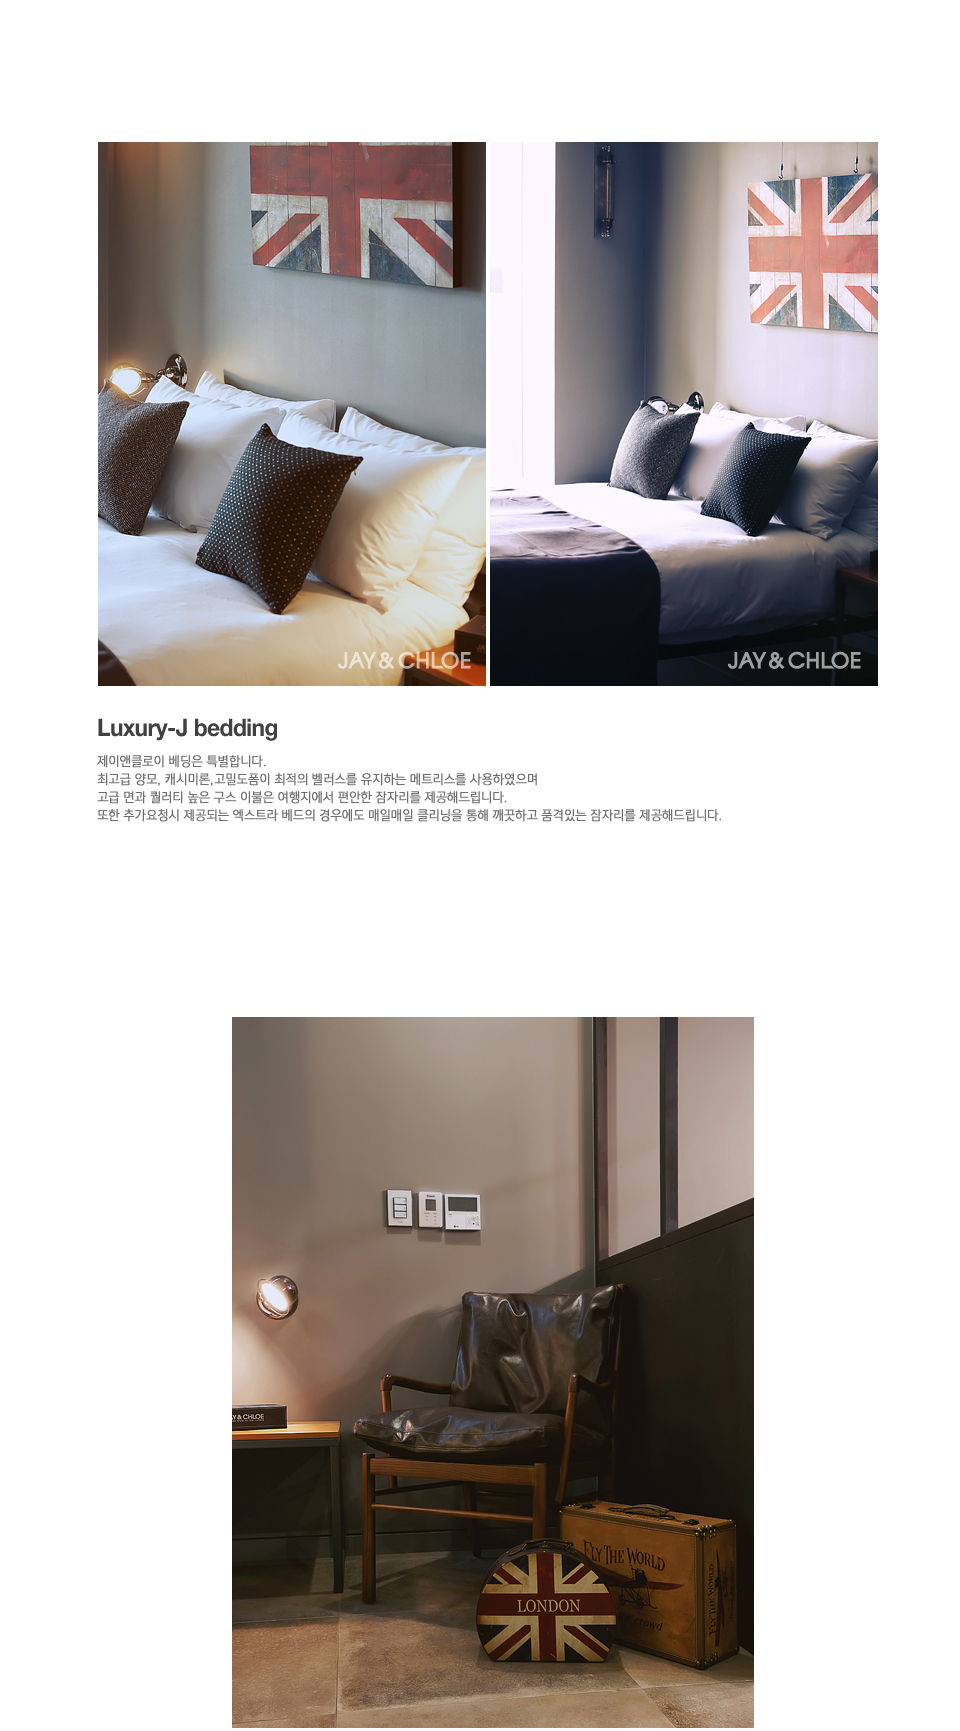 JAY & CHLOE
JAY & CHLOE
Luxury-J bedding
제이앤클로이 베딩은 특별합니다.
최고급 양모, 캐시미론,고밀도폼이 최적의 벨러스를 유지하는 메트리스를 사용하였으며
고급 면과 퀄러티 높은 구스 이불은 여행지에서 편안한 잠자리를 제공해드립니다.
또한 추가요청시 제공되는 엑스트라 베드의 경우에도 매일매일 클리닝을 통해 깨끗하고 품격있는 잠자리를 제공해드립니다.
Y & CHLOE
FLY THE WORLD
LONDON
crowd
FLY THE WORLD